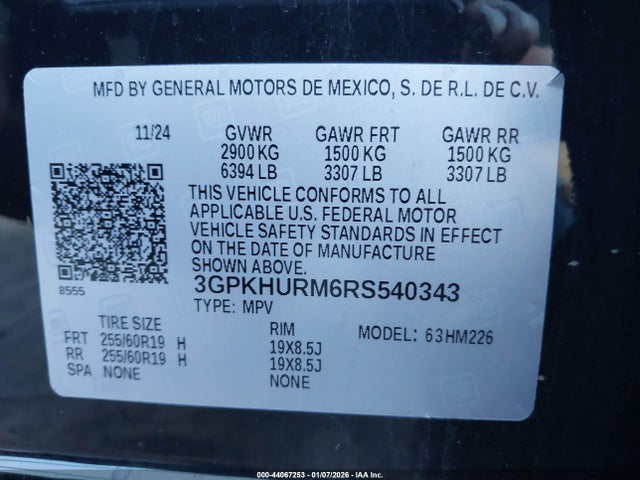 MFD BY GENERAL MOTORS DE MEXICO, S. DE R.L. DE C.V.
11/24 GVWR GAWR FRT GAWR RR
2900 KG 1500 KG 1500 KG
6394 LB 3307 LB 3307 LB
THIS VEHICLE CONFORMS TO ALL
APPLICABLE U.S. FEDERAL MOTOR
VEHICLE SAFETY STANDARDS IN EFFECT
ON THE DATE OF MANUFACTURE
SHOWN ABOVE.
8555
3GPKHURM6RS540343
TYPE: MPV
TIRE SIZE RIM MODEL: 63HM226
FRT 255/60R19 H 19X8.5J
RR 255/60R19 H 19X8.5J
SPA NONE NONE
000-44067253 - 01/07/2026 - IAA Inc.